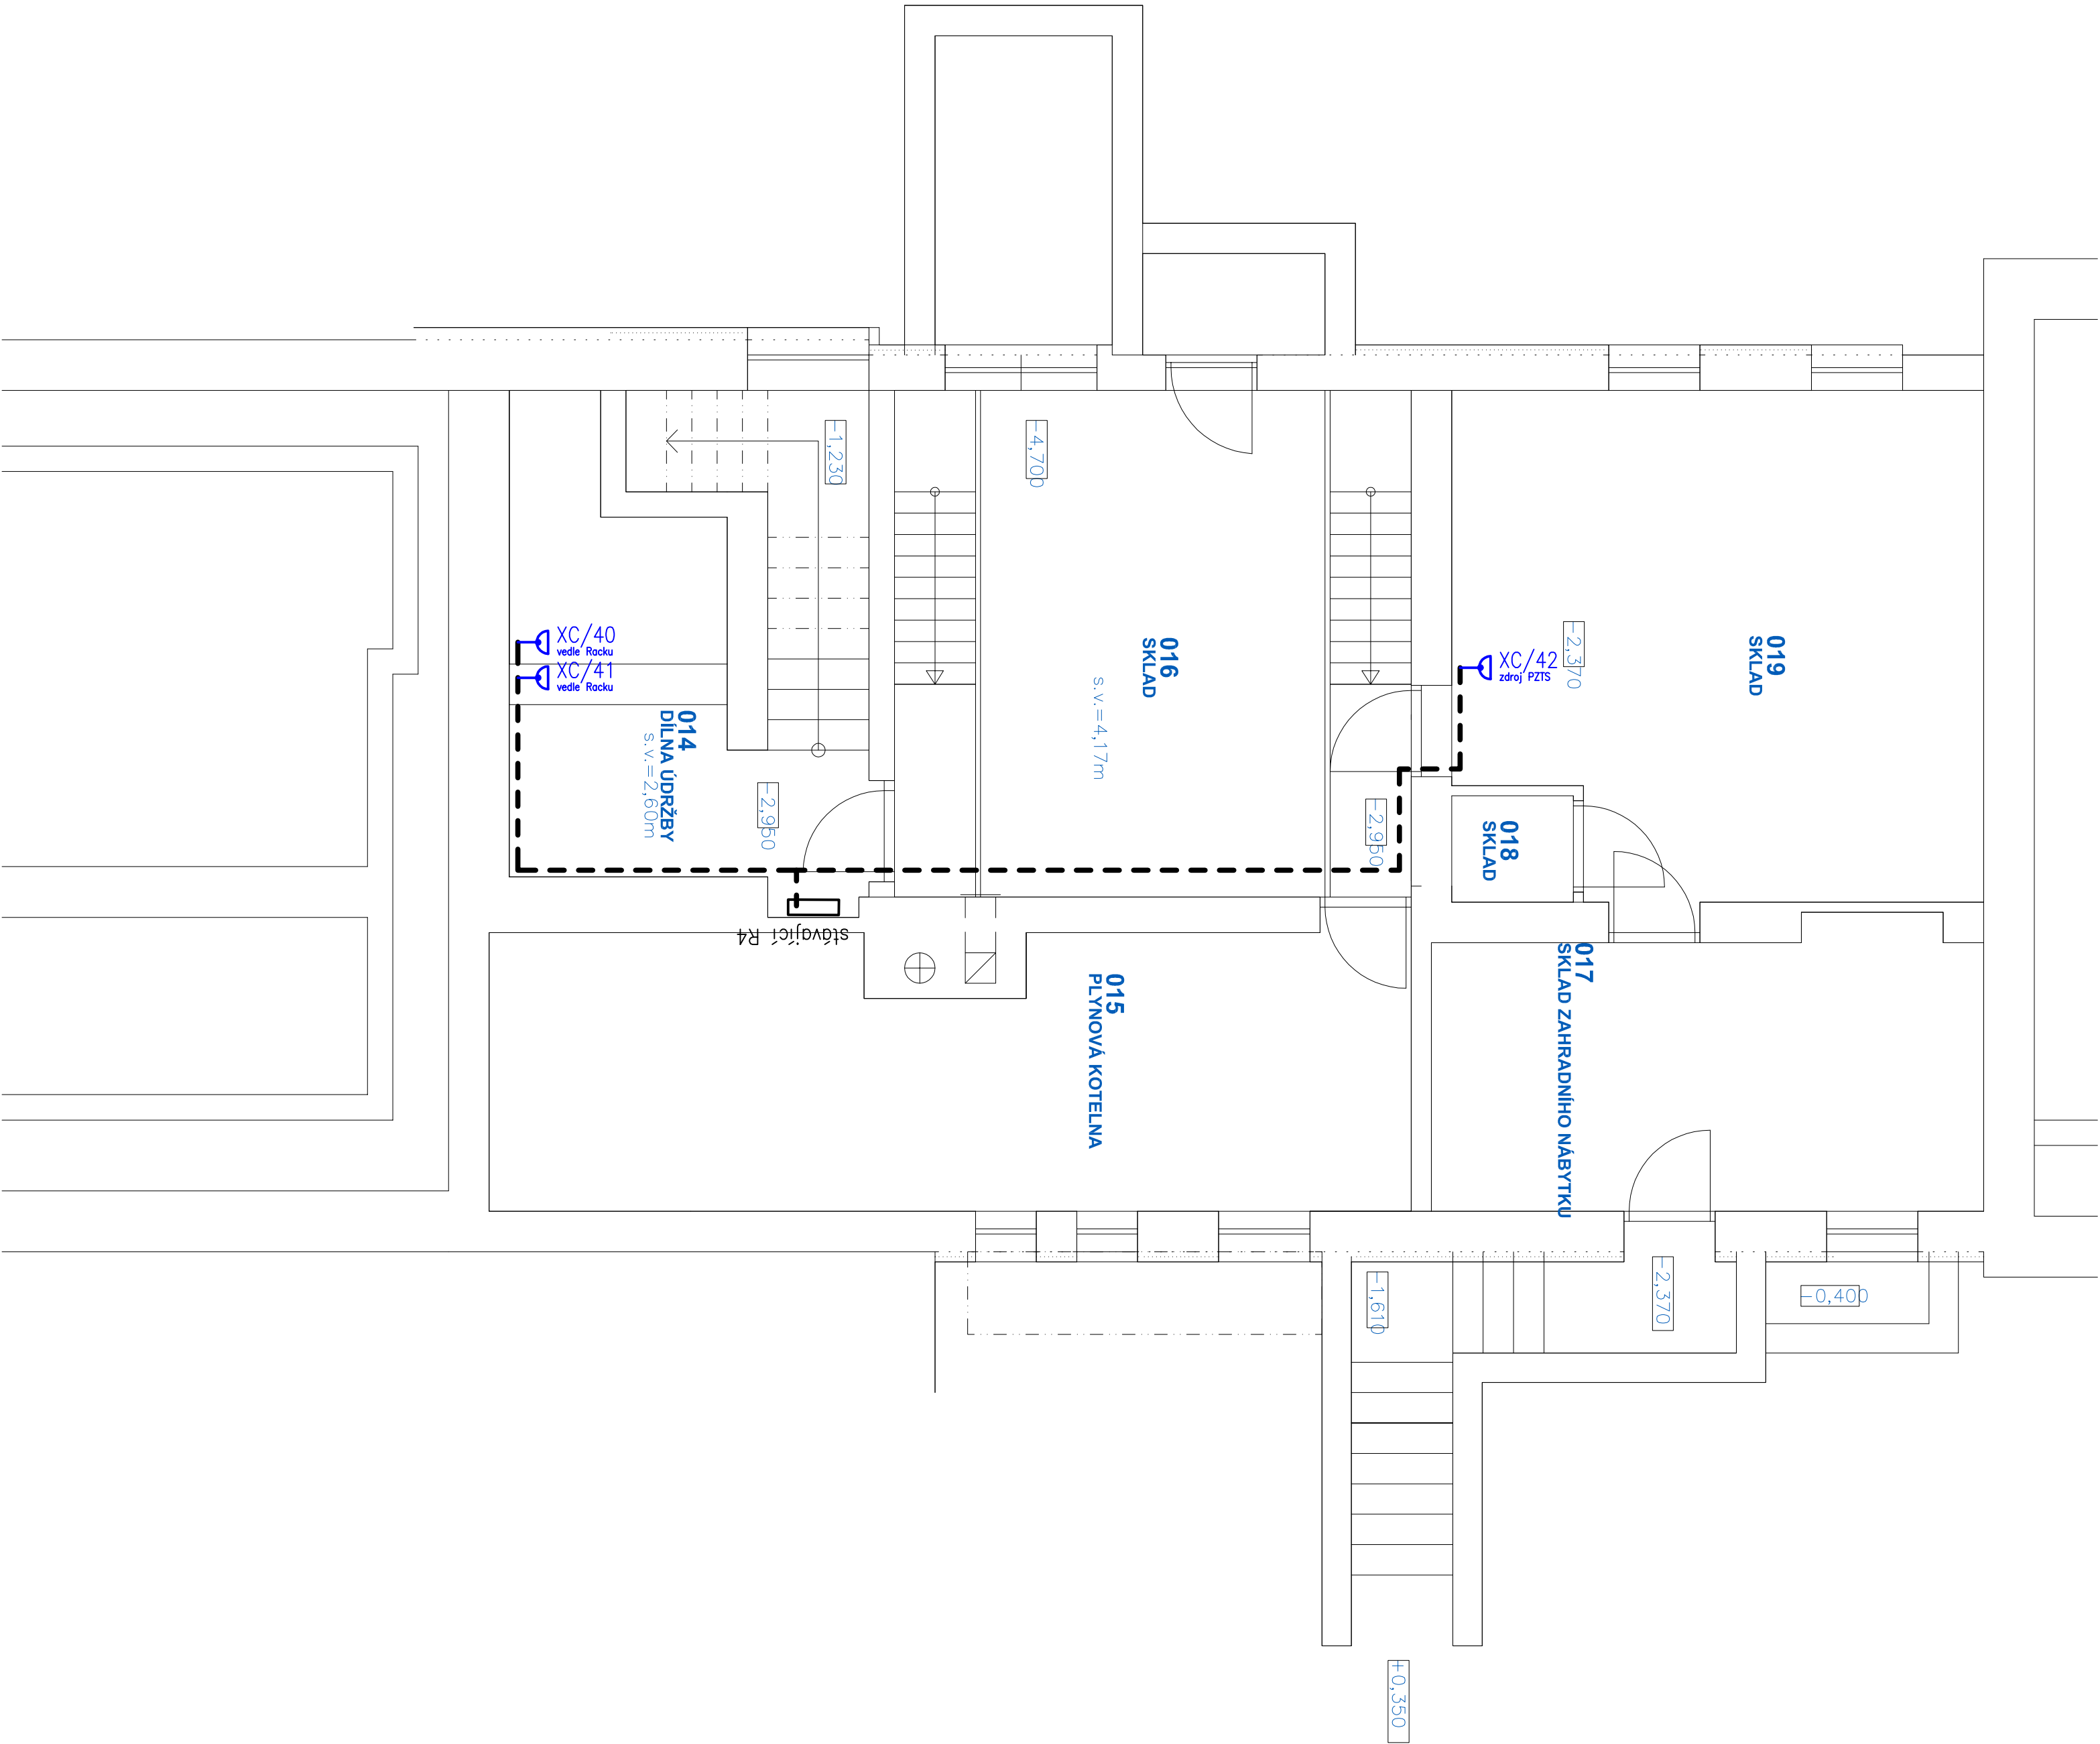 -1,230
-4,700
XC/40
vedle Racku
XC/41
vedle Racku
014
DÍLNA ÚDRŽBY
s.v.=2,60m
-2,950
016
SKLAD
s.v.=4,17m
XC/42
zdroj PZTS
-2,370
019
SKLAD
-2,950
018
SKLAD
stávající R4
015
PLYNOVÁ KOTELNA
017
SKLAD ZAHRADNÍHO NÁBYTKU
-1,610
-2,370
-0,400
+0,350